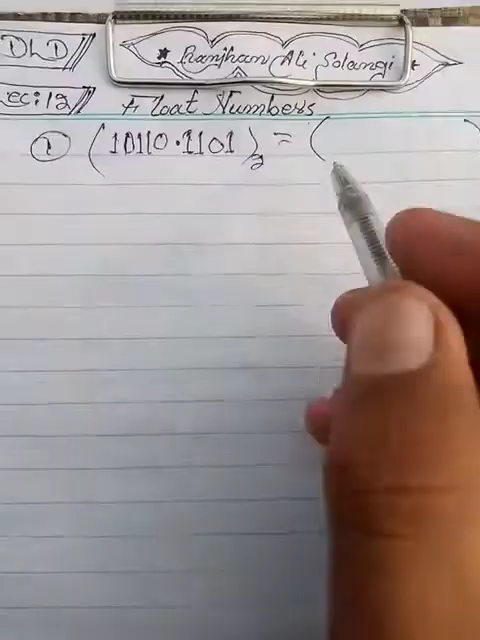 DLD
★ Ranjhan Ali Solangi ★
Lec:12
Float Numbers
① (10110.1101)₂ = ( )